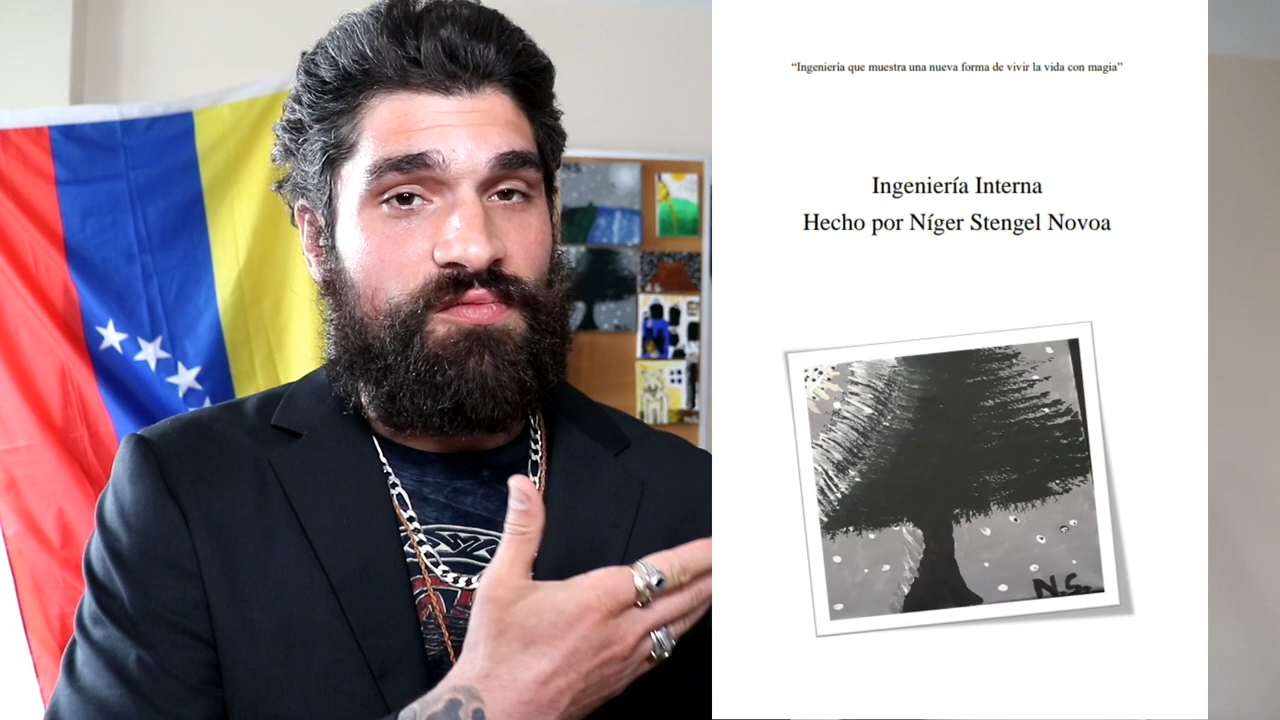 “Ingeniería que muestra una nueva forma de vivir la vida con magia”
Ingeniería Interna
Hecho por Níger Stengel Novoa
N.S.